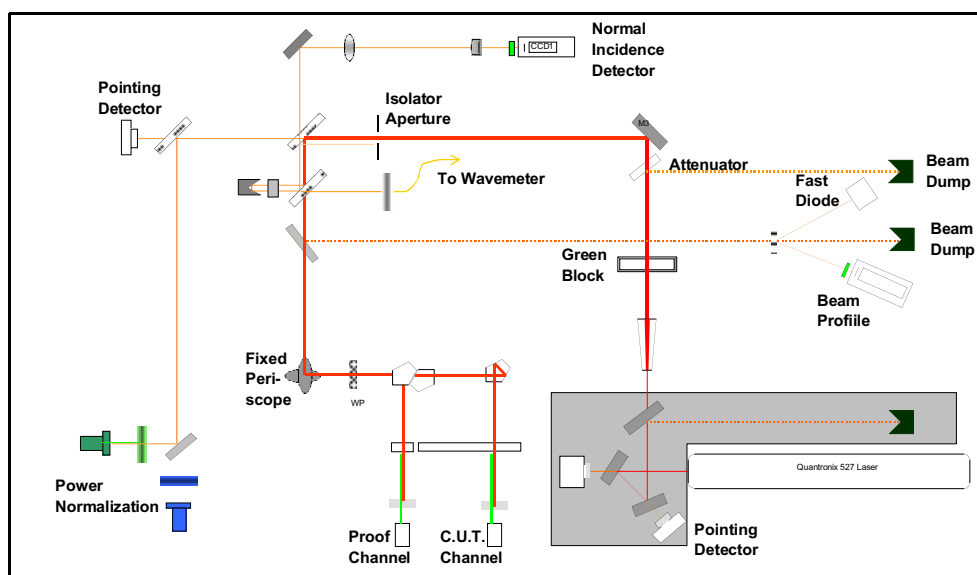 Normal
Incidence
Detector
CCD1
Pointing
Detector
Isolator
Aperture
M3
Attenuator
To Wavemeter
Fast
Diode
Beam
Dump
Beam
Dump
Green
Block
Beam
Profiile
Fixed
Peri-
scope
WP
Quantronix 527 Laser
Power
Normalization
Proof
Channel
C.U.T.
Channel
Pointing
Detector